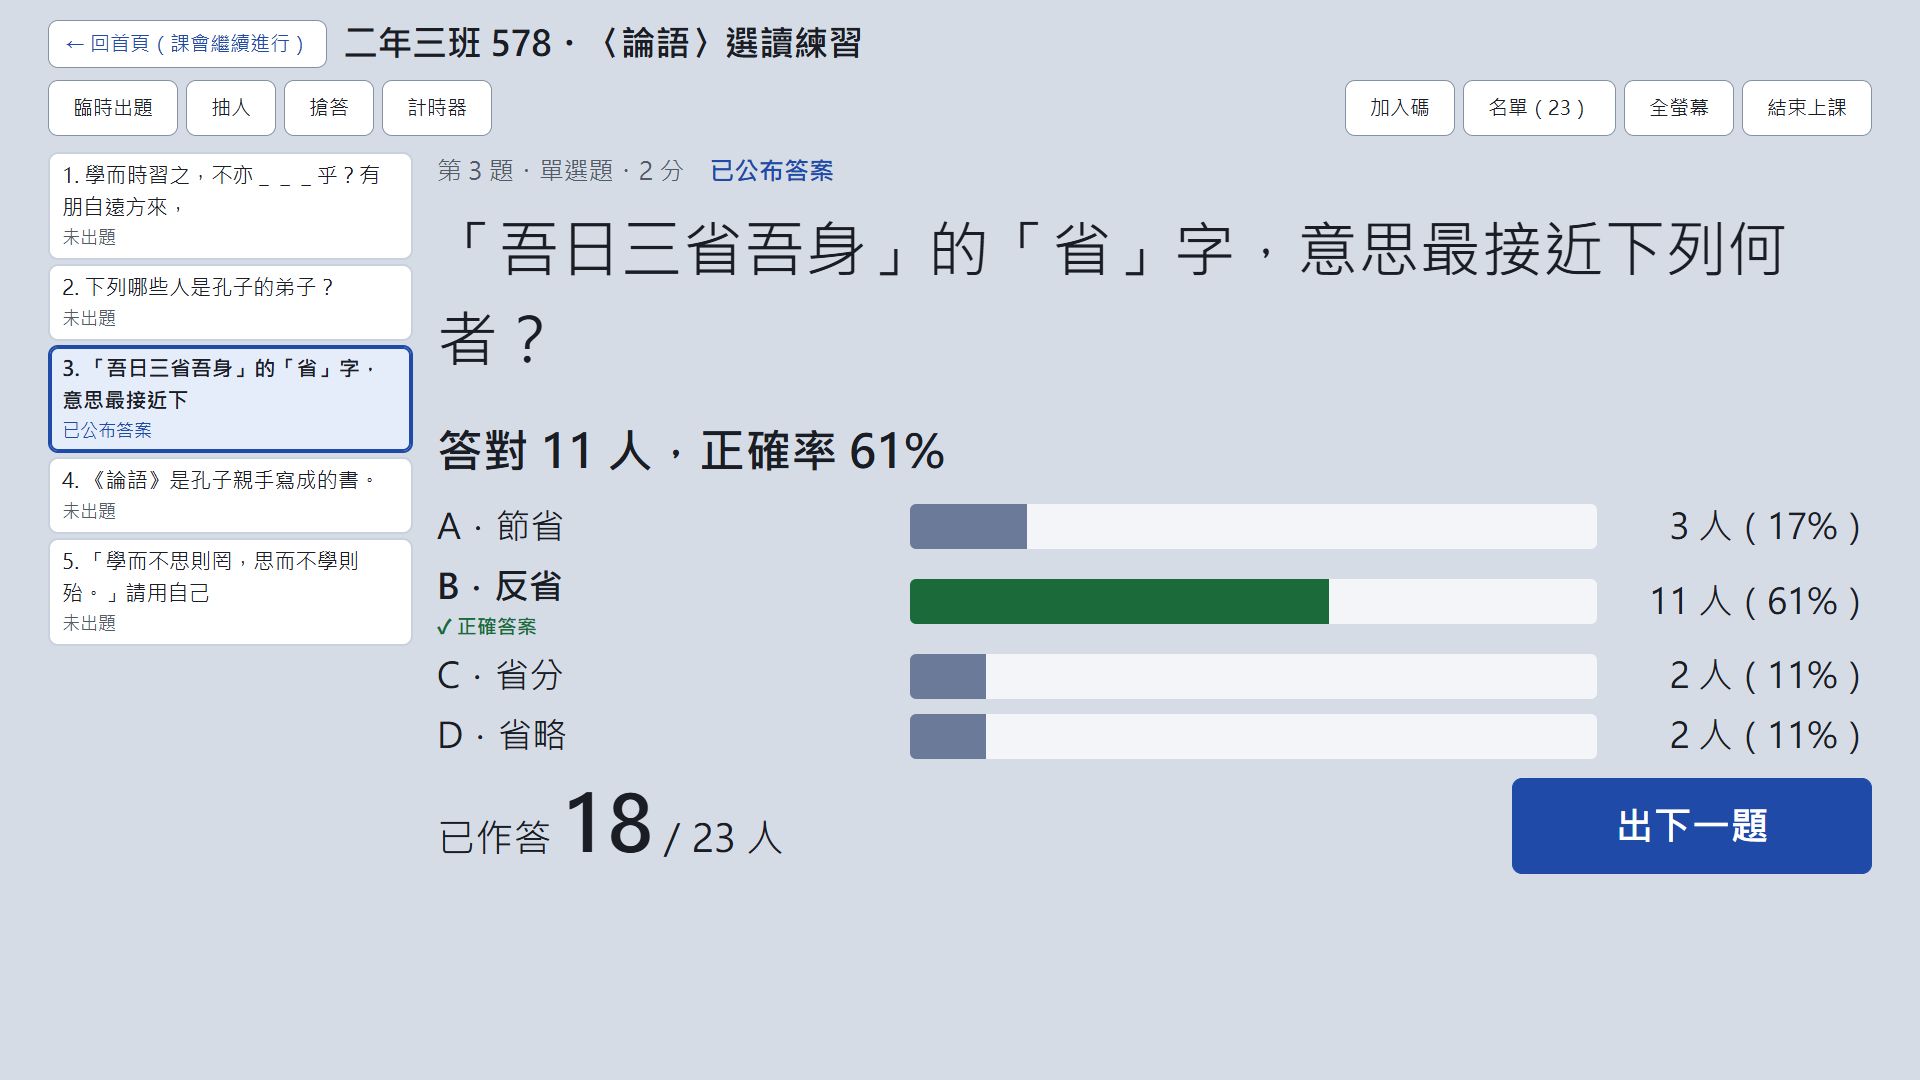 ← 回首頁（課會繼續進行）
二年三班 578・〈論語〉選讀練習
臨時出題
抽人
搶答
計時器
加入碼
名單（23）
全螢幕
結束上課
1. 學而時習之，不亦＿＿＿乎？有
朋自遠方來，
未出題
2. 下列哪些人是孔子的弟子？
未出題
3. 「吾日三省吾身」的「省」字，
意思最接近下
已公布答案
4. 《論語》是孔子親手寫成的書。
未出題
5. 「學而不思則罔，思而不學則
殆。」請用自己
未出題
第 3 題・單選題・2 分 已公布答案
「吾日三省吾身」的「省」字，意思最接近下列何
者？
答對 11 人，正確率 61%
A・節省
3 人（17%）
B・反省
✓ 正確答案
11 人（61%）
C・省分
2 人（11%）
D・省略
2 人（11%）
已作答 18 / 23 人
出下一題